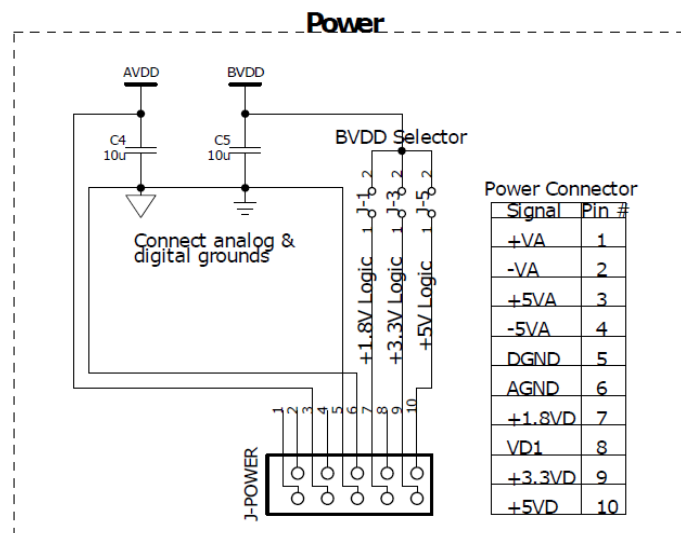 Power
AVDD
BVDD
C4
10u
C5
10u
BVDD Selector
2
2
2
J-1
J-3
J-5
1
1
1
Connect analog &
digital grounds
+1.8V Logic
+3.3V Logic
+5V Logic
1
2
3
4
5
6
7
8
9
10
J-POWER
Power Connector
Signal Pin #
+VA 1
-VA 2
+5VA 3
-5VA 4
DGND 5
AGND 6
+1.8VD 7
VD1 8
+3.3VD 9
+5VD 10